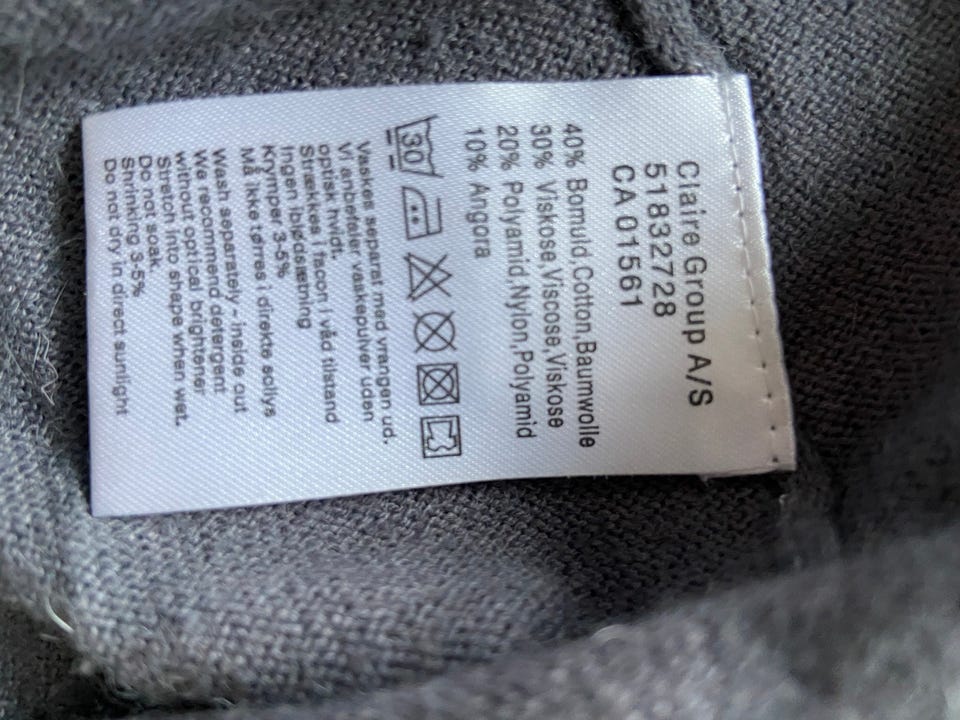 Claire Group A/S
51832728
CA 01561
40% Bomuld,Cotton,Baumwolle
30% Viskose,Viscose,Viskose
20% Polyamid,Nylon,Polyamid
10% Angora
30
Vaskes separat med vrangen ud.
Vi anbefaler vaskepulver uden
optisk hvidt.
Strækkes i facon i våd tilstand
Ingen Ibjødsætning
Krymper 3-5%
Må ikke tørres i direkte sollys
Wash separately - inside out
We recommend detergent
without optical brightener
Stretch into shape when wet.
Do not soak.
Shrinking 3-5%
Do not dry in direct sunlight